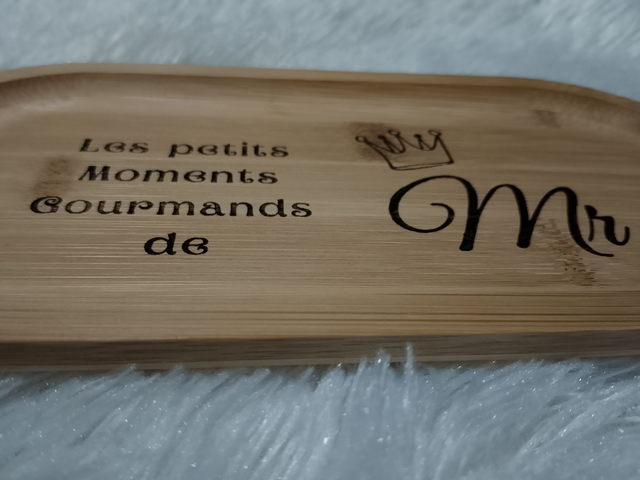 Les petits
Moments
Gourmands
de
Mr